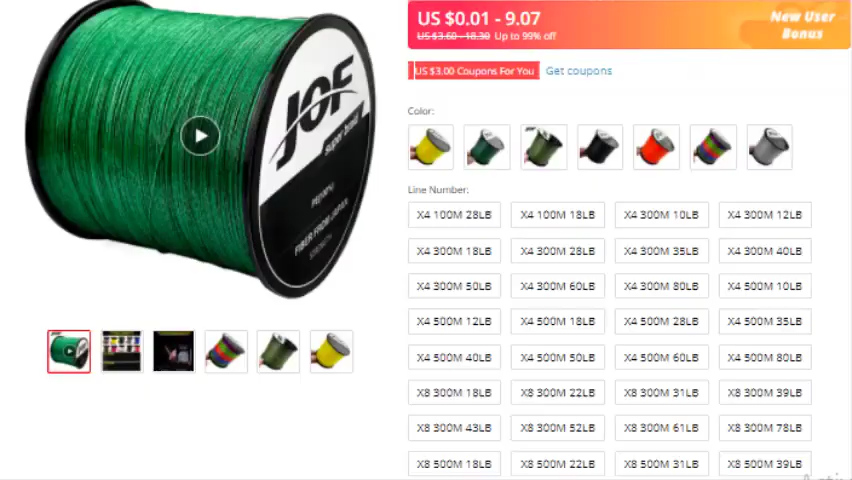 US $0.01 - 9.07
US $3.60 - 18.30 Up to 99% off
New User
Bonus
US $3.00 Coupons For You Get coupons
JOF
super braid
FIBER FROM JAPAN
STRENGTH
Color:
Line Number:
X4 100M 28LB X4 100M 18LB X4 300M 10LB X4 300M 12LB
X4 300M 18LB X4 300M 28LB X4 300M 35LB X4 300M 40LB
X4 300M 50LB X4 300M 60LB X4 300M 80LB X4 500M 10LB
X4 500M 12LB X4 500M 18LB X4 500M 28LB X4 500M 35LB
X4 500M 40LB X4 500M 50LB X4 500M 60LB X4 500M 80LB
X8 300M 18LB X8 300M 22LB X8 300M 31LB X8 300M 39LB
X8 300M 43LB X8 300M 52LB X8 300M 61LB X8 300M 78LB
X8 500M 18LB X8 500M 22LB X8 500M 31LB X8 500M 39LB